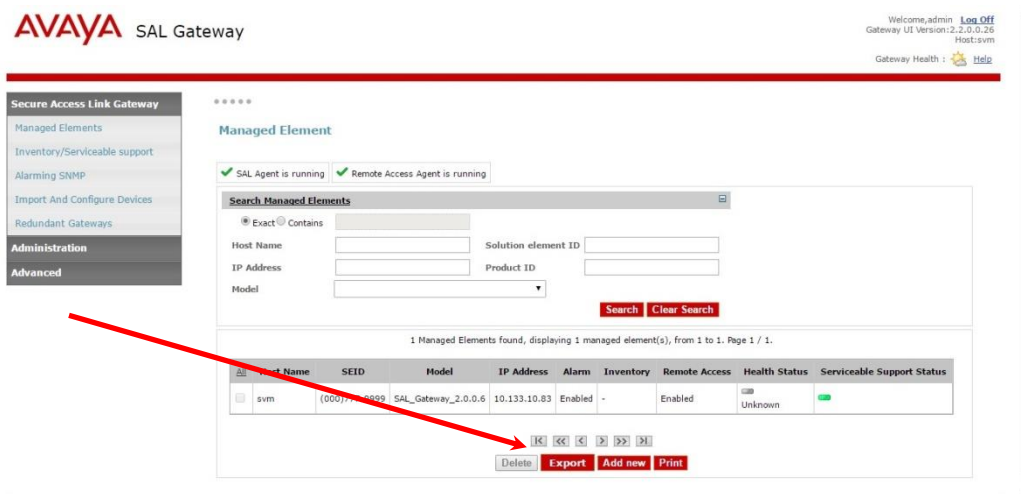 AVAYA SAL Gateway
Welcome,admin Log Off
Gateway UI Version:2.2.0.0.26
Host:svm
Gateway Health : Help
Secure Access Link Gateway
Managed Elements
Inventory/Serviceable support
Alarming SNMP
Import And Configure Devices
Redundant Gateways
Administration
Advanced
Managed Element
SAL Agent is running Remote Access Agent is running
Search Managed Elements
Exact Contains
Host Name Solution element ID
IP Address Product ID
Model
Search Clear Search
1 Managed Elements found, displaying 1 managed element(s), from 1 to 1. Page 1 / 1.
All Host Name SEID Model IP Address Alarm Inventory Remote Access Health Status Serviceable Support Status
svm SAL_Gateway_2.0.0.6 10.133.10.83 Enabled - Enabled Unknown
Delete Export Add new Print